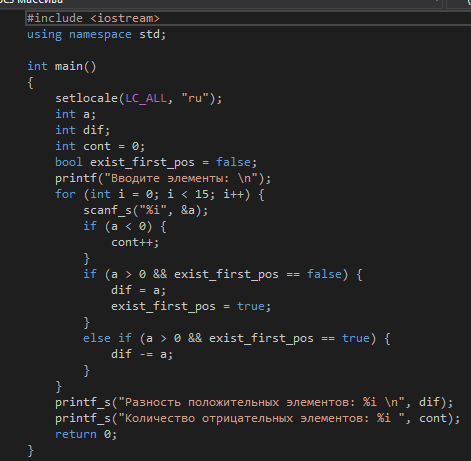 #include <iostream>
using namespace std;

int main()
{
    setlocale(LC_ALL, "ru");
    int a;
    int dif;
    int cont = 0;
    bool exist_first_pos = false;
    printf("Вводите элементы: \n");
    for (int i = 0; i < 15; i++) {
        scanf_s("%i", &a);
        if (a < 0) {
            cont++;
        }
        if (a > 0 && exist_first_pos == false) {
            dif = a;
            exist_first_pos = true;
        }
        else if (a > 0 && exist_first_pos == true) {
            dif -= a;
        }
    }
    printf_s("Разность положительных элементов: %i \n", dif);
    printf_s("Количество отрицательных элементов: %i ", cont);
    return 0;
}